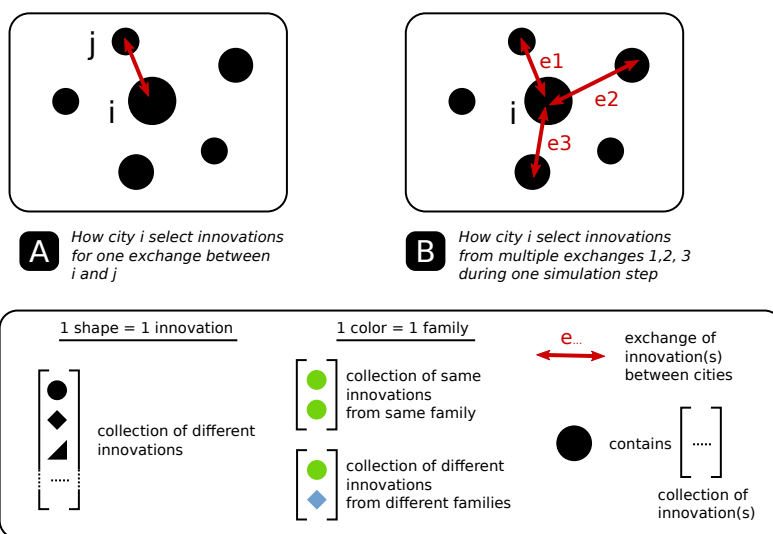 j
i
e1
e2
i
e3
A
How city i select innovations
for one exchange between
i and j
B
How city i select innovations
from multiple exchanges 1,2, 3
during one simulation step
1 shape = 1 innovation
.....
collection of different
innovations
1 color = 1 family
collection of same
innovations
from same family
collection of different
innovations
from different families
e...
exchange of
innovation(s)
between cities
contains
.....
collection of
innovation(s)